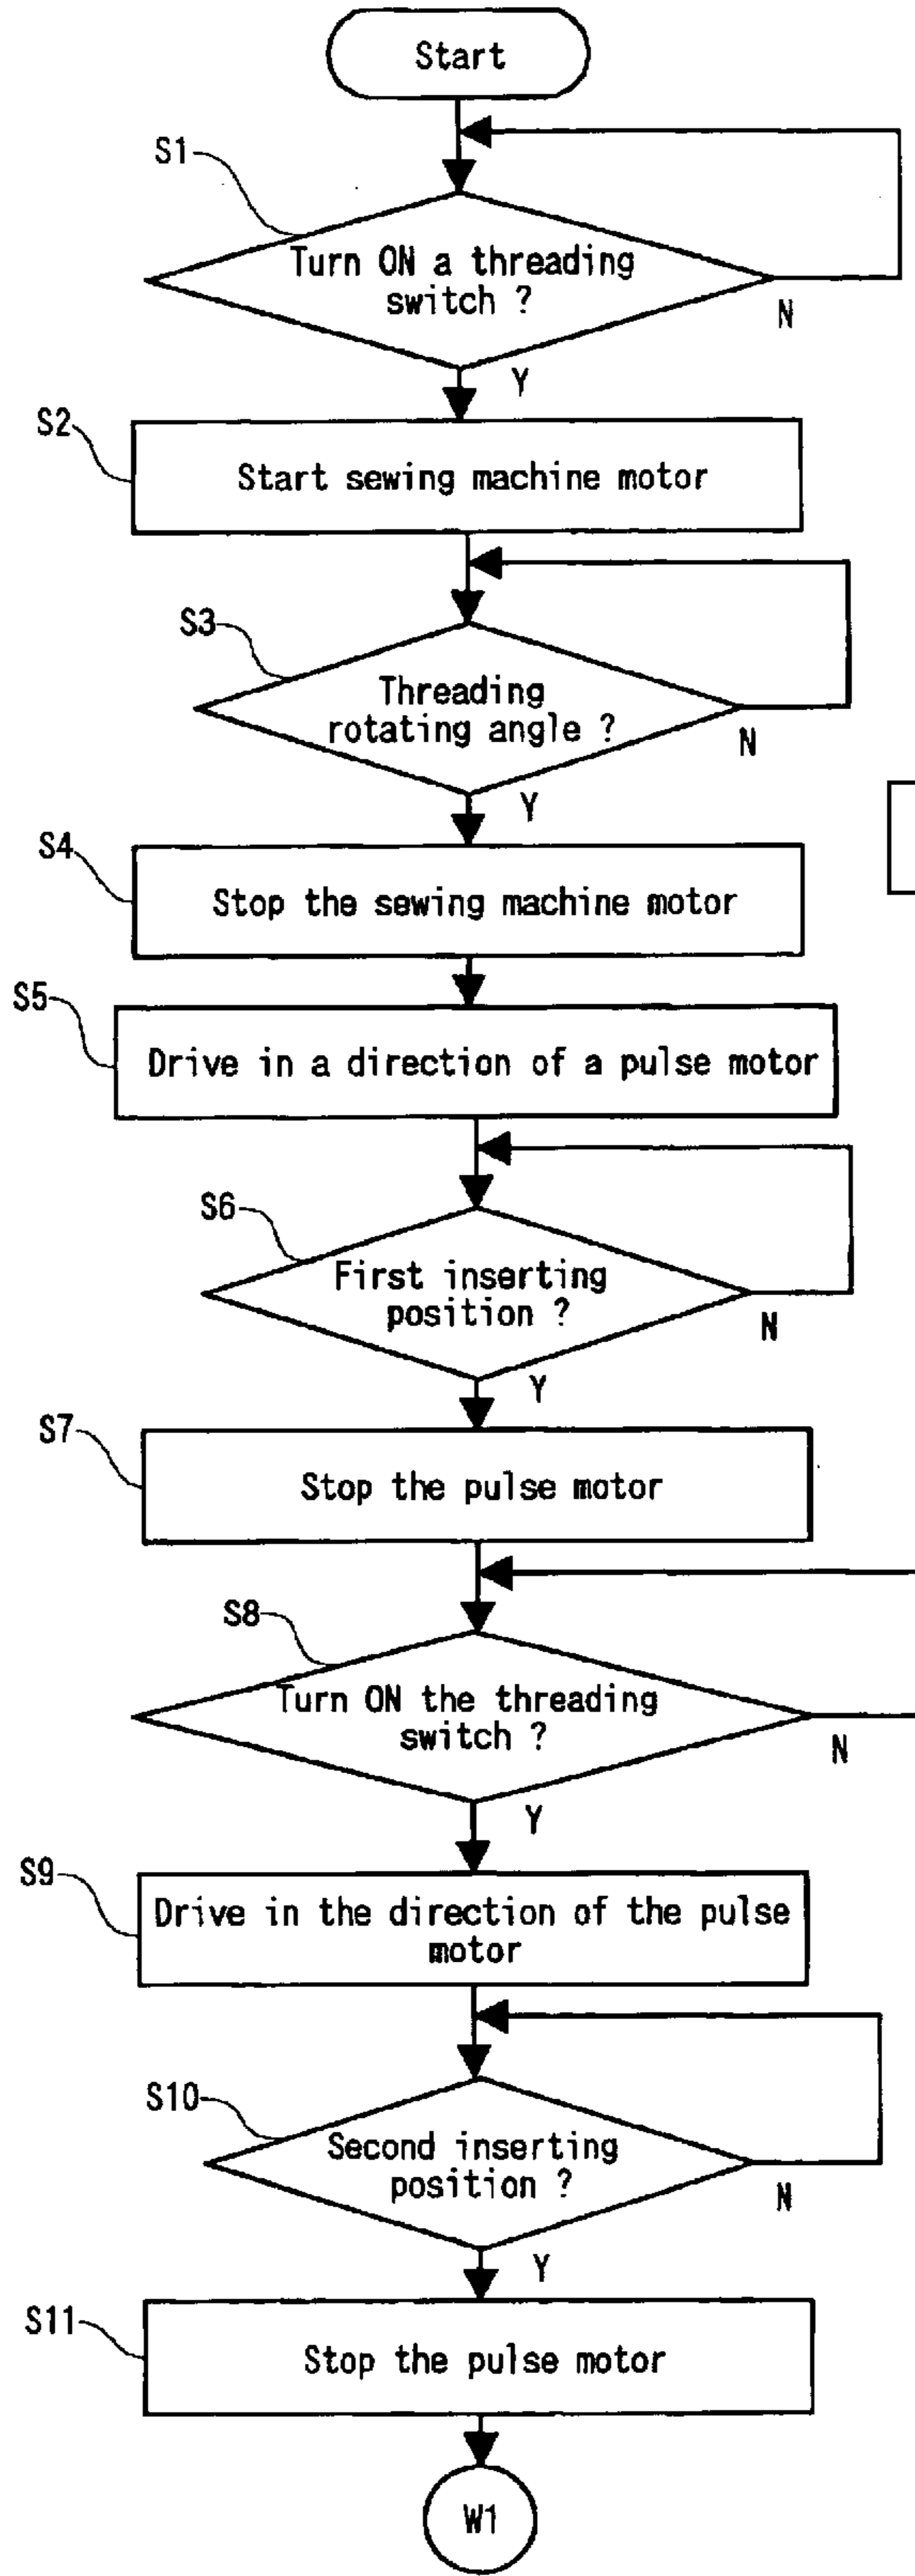 Start
S1
Turn ON a threading
switch ?
N
Y
S2
Start sewing machine motor
S3
Threading
rotating angle ?
N
Y
S4
Stop the sewing machine motor
S5
Drive in a direction of a pulse motor
S6
First inserting
position ?
N
Y
S7
Stop the pulse motor
S8
Turn ON the threading
switch ?
N
Y
S9
Drive in the direction of the pulse
motor
S10
Second inserting
position ?
N
Y
S11
Stop the pulse motor
W1